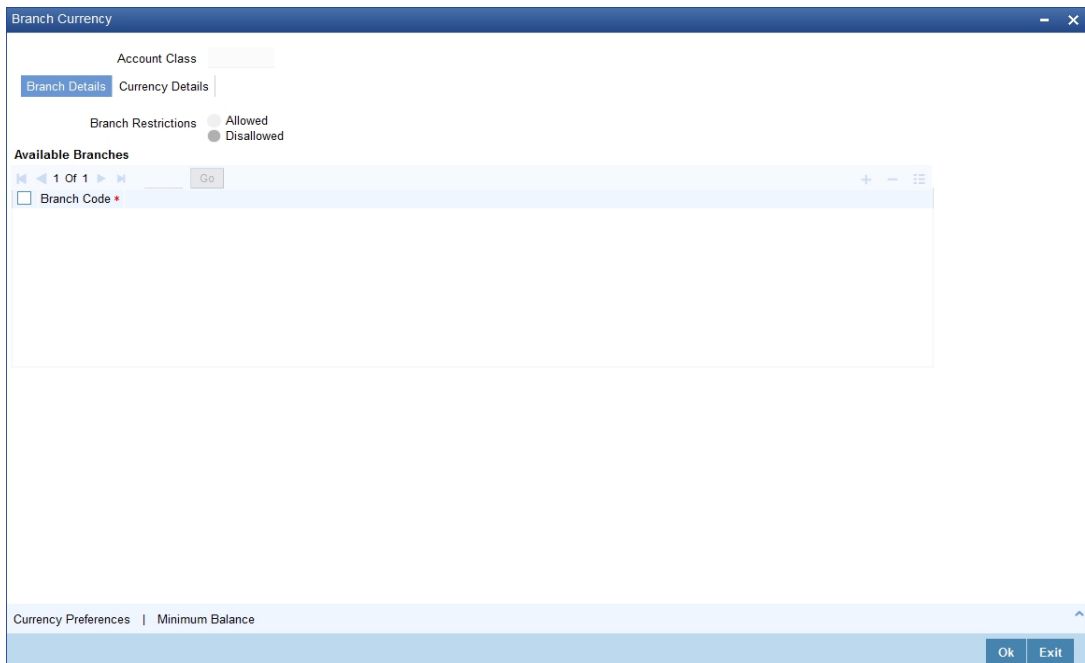 Branch Currency
Account Class
Branch Details Currency Details
Branch Restrictions Allowed
Disallowed
Available Branches
1 Of 1 Go
Branch Code *
Currency Preferences | Minimum Balance
Ok Exit